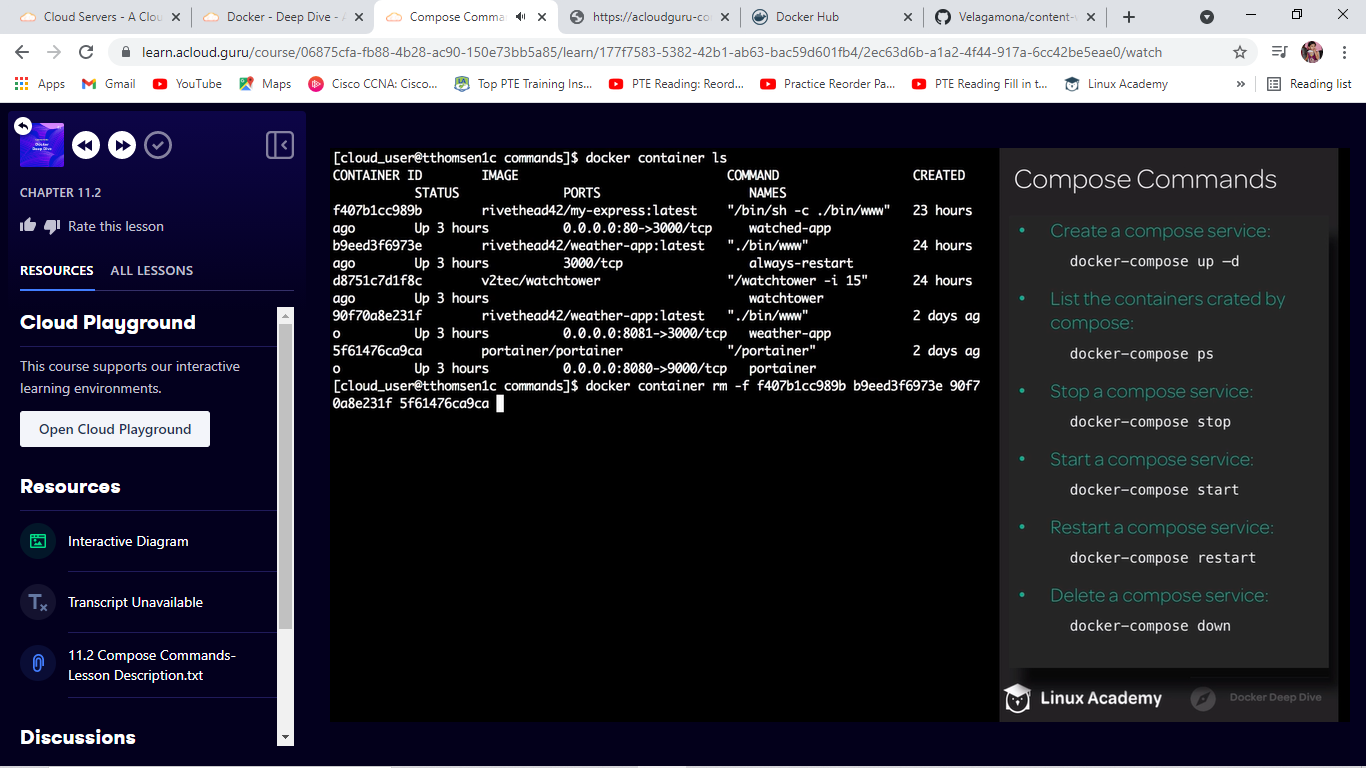 Cloud Servers - A Clou
Docker - Deep Dive - A
Compose Comma
https://acloudguru-co
Docker Hub
Velagamona/content-
learn.acloud.guru/course/06875cfa-fb88-4b28-ac90-150e73bb5a85/learn/177f7583-5382-42b1-ab63-bac59d601fb4/2ec63d6b-a1a2-4f44-917a-6cc42be5eae0/watch
Apps Gmail YouTube Maps Cisco CCNA: Cisco... Top PTE Training Ins... PTE Reading: Reord... Practice Reorder Pa... PTE Reading Fill in t... Linux Academy » Reading list
Docker
Deep Dive
CHAPTER 11.2
Rate this lesson
RESOURCES ALL LESSONS
Cloud Playground
This course supports our interactive
learning environments.
Open Cloud Playground
Resources
Interactive Diagram
Transcript Unavailable
11.2 Compose Commands-
Lesson Description.txt
Discussions
[cloud_user@tthomsen1c commands]$ docker container ls
CONTAINER ID IMAGE COMMAND CREATED
STATUS PORTS NAMES
f407b1cc989b rivethead42/my-express:latest "/bin/sh -c ./bin/www" 23 hours
ago Up 3 hours 0.0.0.0:80->3000/tcp watched-app
b9eed3f6973e rivethead42/weather-app:latest "./bin/www" 24 hours
ago Up 3 hours 3000/tcp always-restart
d8751c7d1f8c v2tec/watchtower "/watchtower -i 15" 24 hours
ago Up 3 hours watchtower
90f70a8e231f rivethead42/weather-app:latest "./bin/www" 2 days ag
o Up 3 hours 0.0.0.0:8081->3000/tcp weather-app
5f61476ca9ca portainer/portainer "/portainer" 2 days ag
o Up 3 hours 0.0.0.0:8080->9000/tcp portainer
[cloud_user@tthomsen1c commands]$ docker container rm -f f407b1cc989b b9eed3f6973e 90f7
0a8e231f 5f61476ca9ca
Compose Commands
• Create a compose service:
docker-compose up –d
• List the containers crated by
compose:
docker-compose ps
• Stop a compose service:
docker-compose stop
• Start a compose service:
docker-compose start
• Restart a compose service:
docker-compose restart
• Delete a compose service:
docker-compose down
Linux Academy
Docker Deep Dive